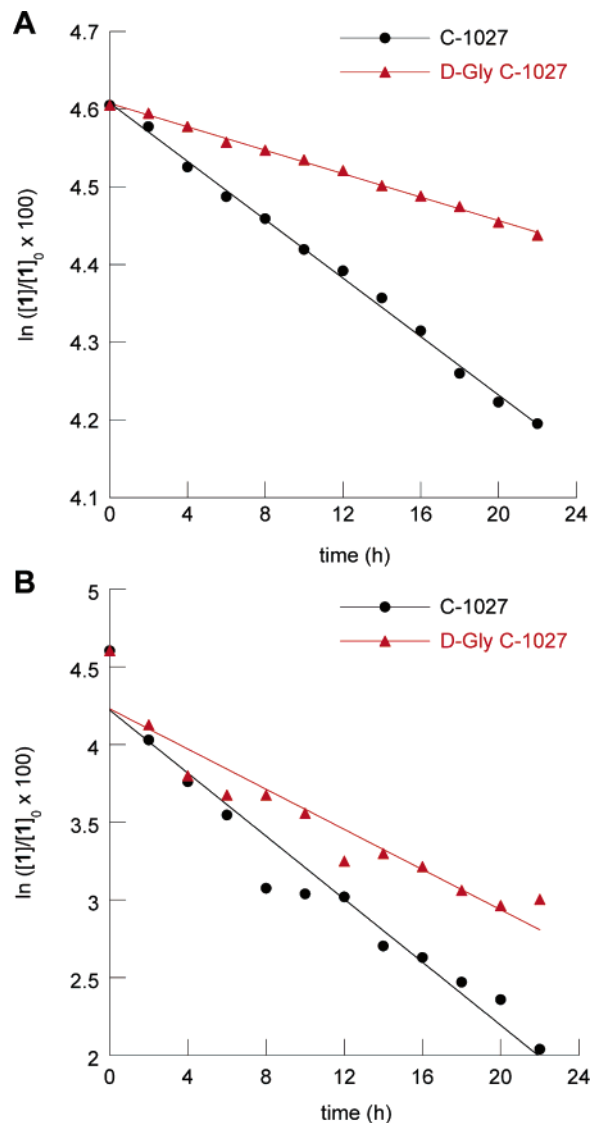 A
C-1027
D-Gly C-1027
4.7
4.6
4.5
4.4
4.3
4.2
4.1
ln ([1]/[1]0 x 100)
0 4 8 12 16 20 24
time (h)
B
C-1027
D-Gly C-1027
5
4.5
4
3.5
3
2.5
2
ln ([1]/[1]0 x 100)
0 4 8 12 16 20 24
time (h)